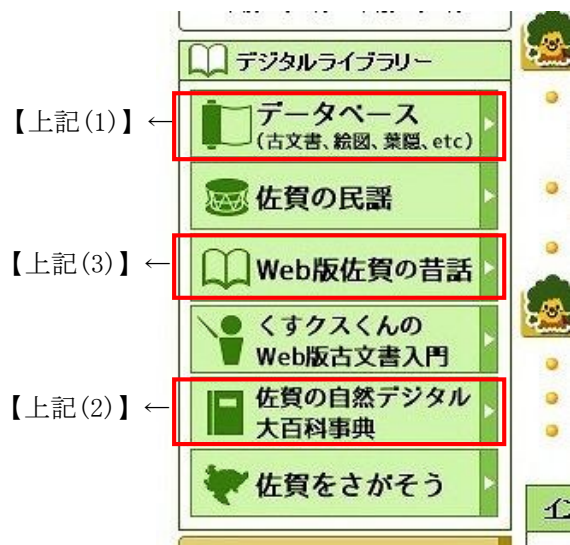 デジタルライブラリー
【上記(1)】←
データベース
(古文書、絵図、葉隠、etc)
佐賀の民謡
【上記(3)】←
Web版佐賀の昔話
くすクスくんの
Web版古文書入門
【上記(2)】←
佐賀の自然デジタル
大百科事典
佐賀をさがそう